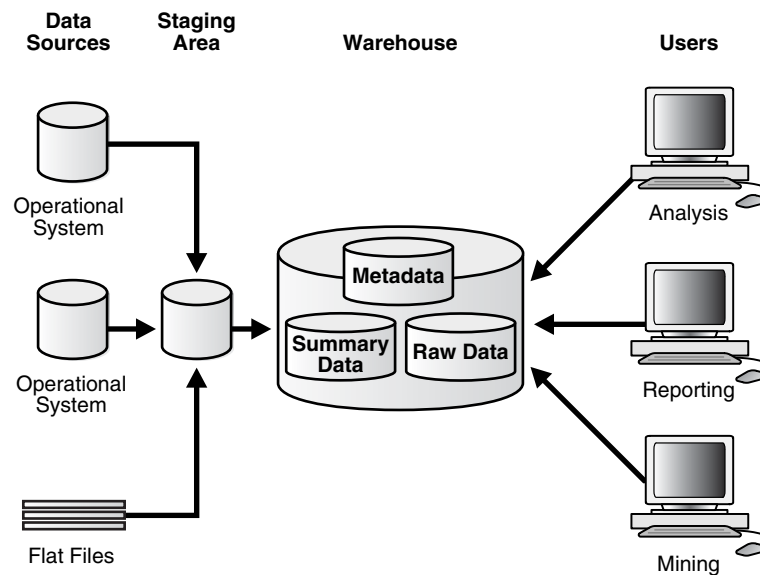 Data
Sources
Staging
Area
Warehouse
Users
Operational
System
Analysis
Metadata
Summary
Data
Raw Data
Operational
System
Reporting
Flat Files
Mining